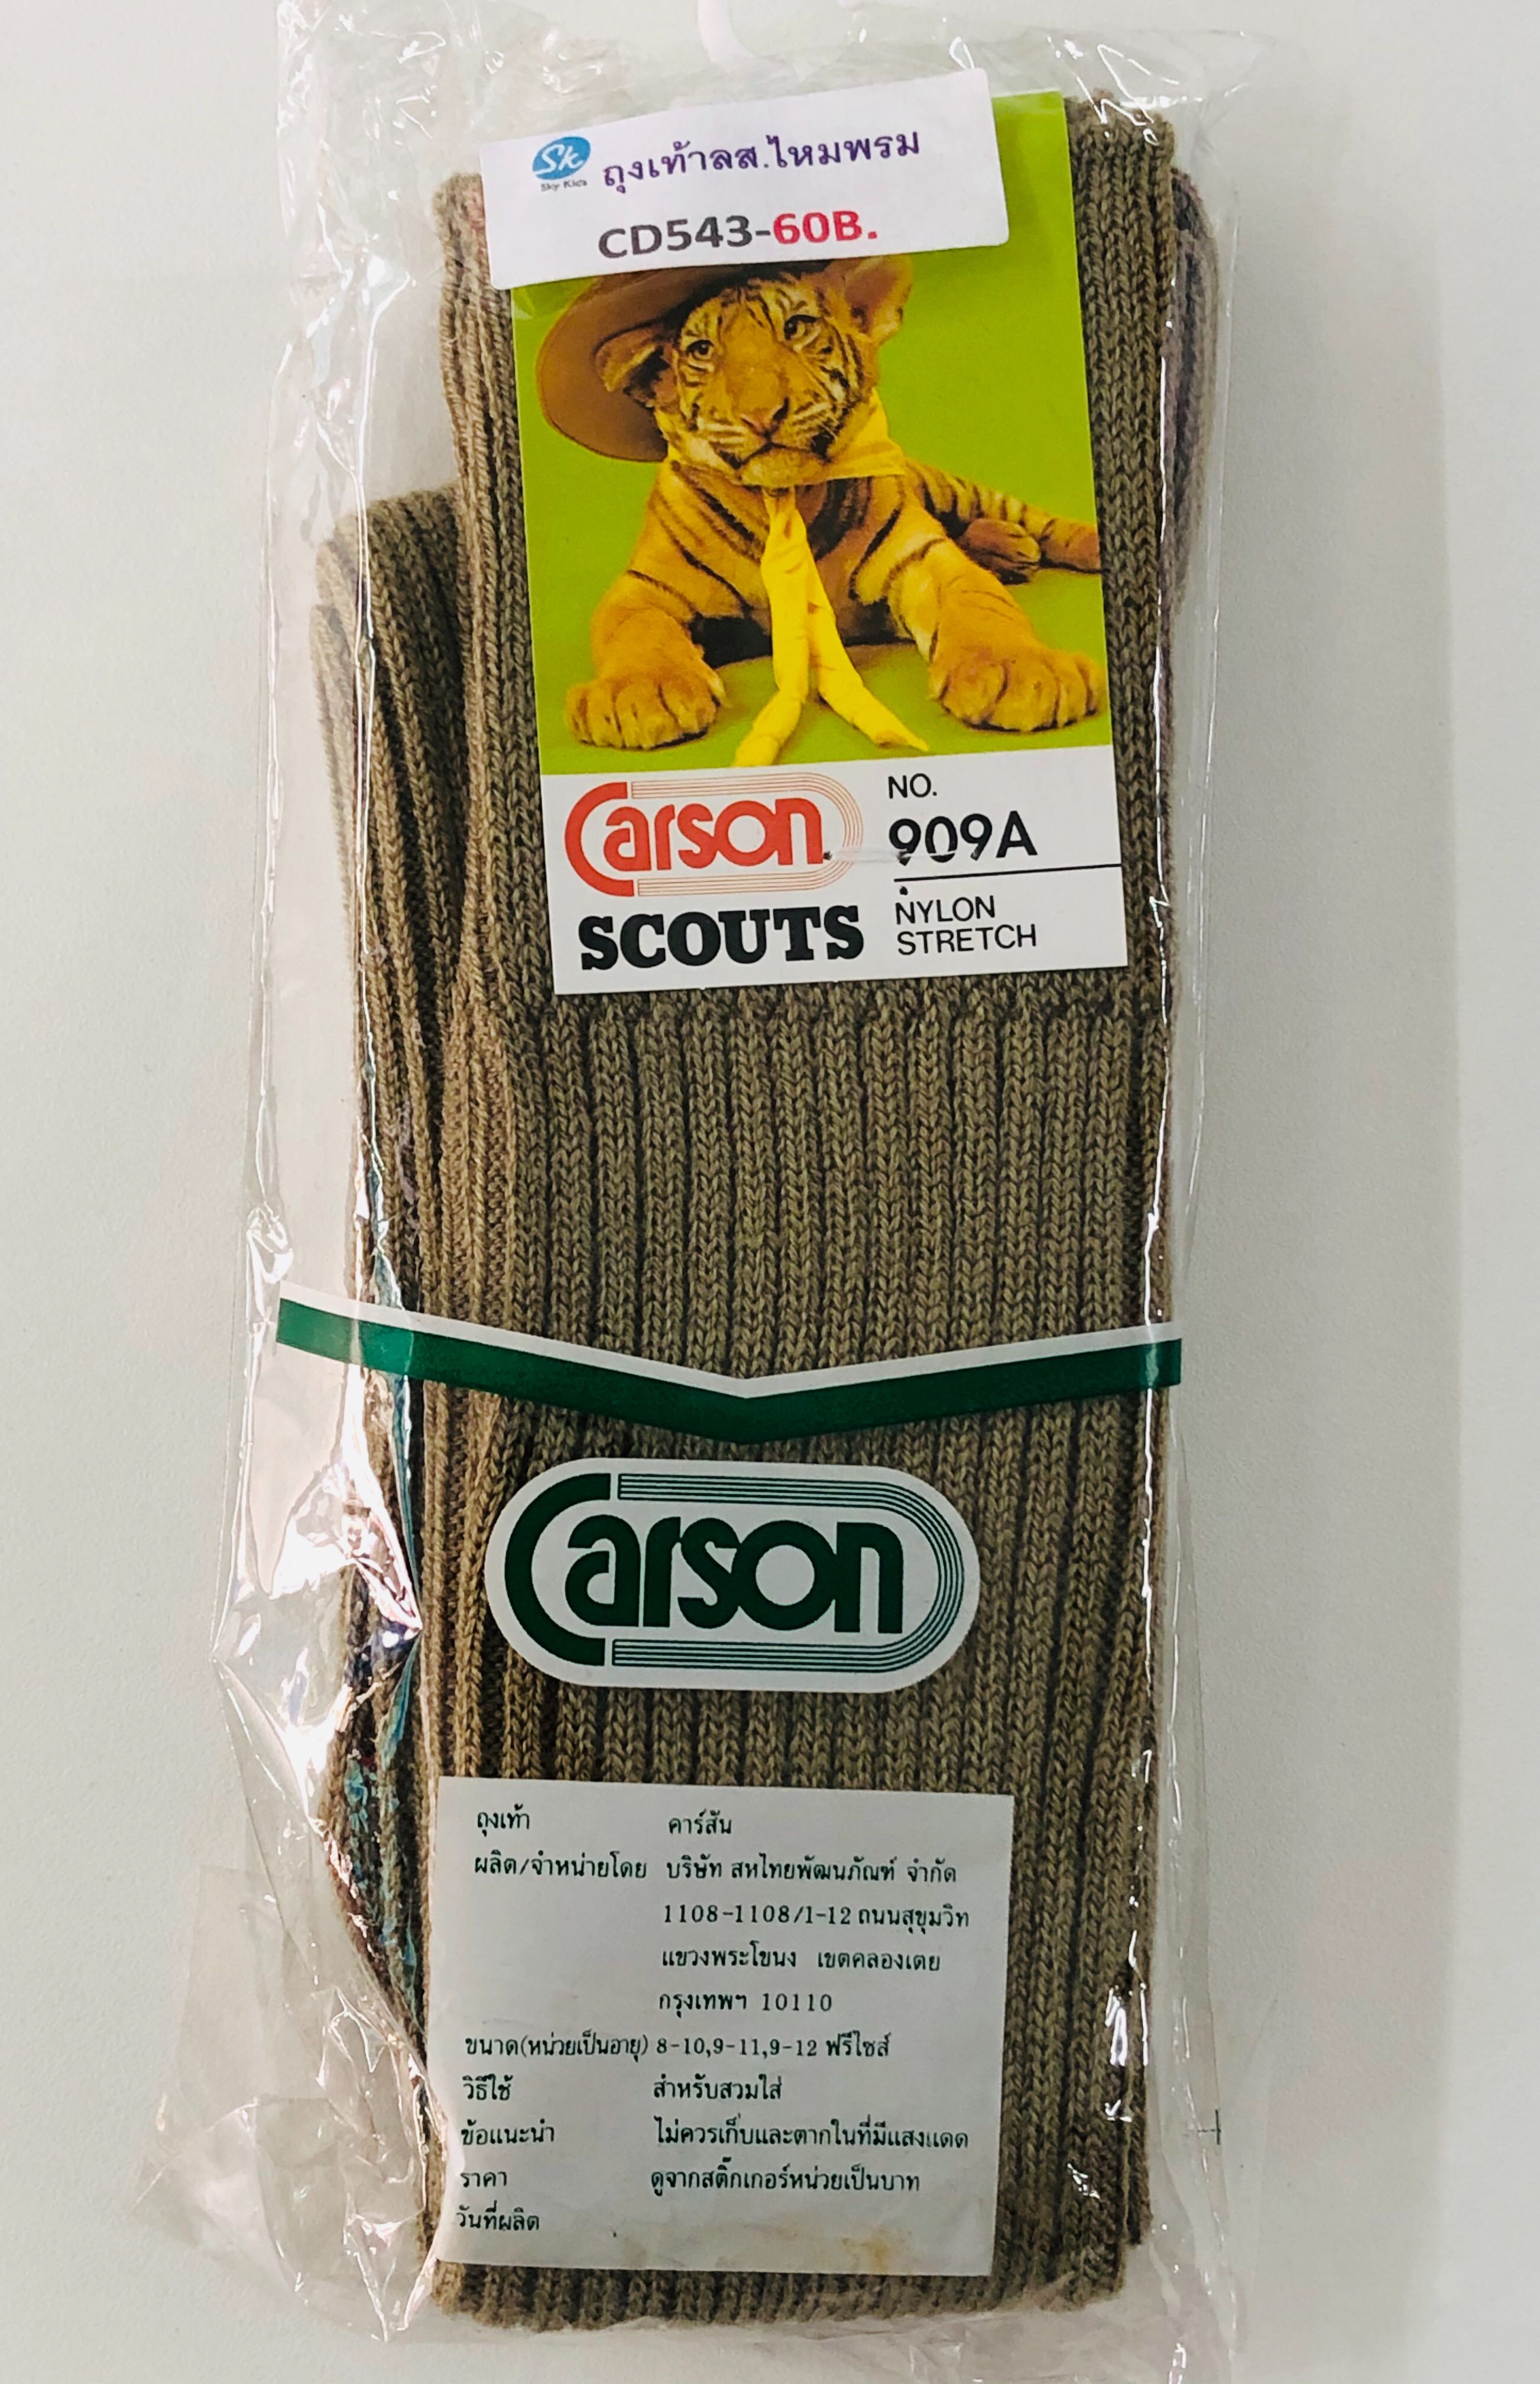 Sk
Sky Kids
ถุงเท้าลส.ไหมพรม
CD543-60B.
Carson
SCOUTS
NO.
909A
NYLON
STRETCH
Carson
ถุงเท้า คาร์สัน
ผลิต/จำหน่ายโดย บริษัท สหไทยพัฒนภัณฑ์ จำกัด
1108-1108/1-12 ถนนสุขุมวิท
แขวงพระโขนง เขตคลองเตย
กรุงเทพฯ 10110
ขนาด(หน่วยเป็นอายุ) 8-10,9-11,9-12 ฟรีไซส์
วิธีใช้ สำหรับสวมใส่
ข้อแนะนำ ไม่ควรเก็บและตากในที่มีแสงแดด
ราคา ดูจากสติ๊กเกอร์หน่วยเป็นบาท
วันที่ผลิต